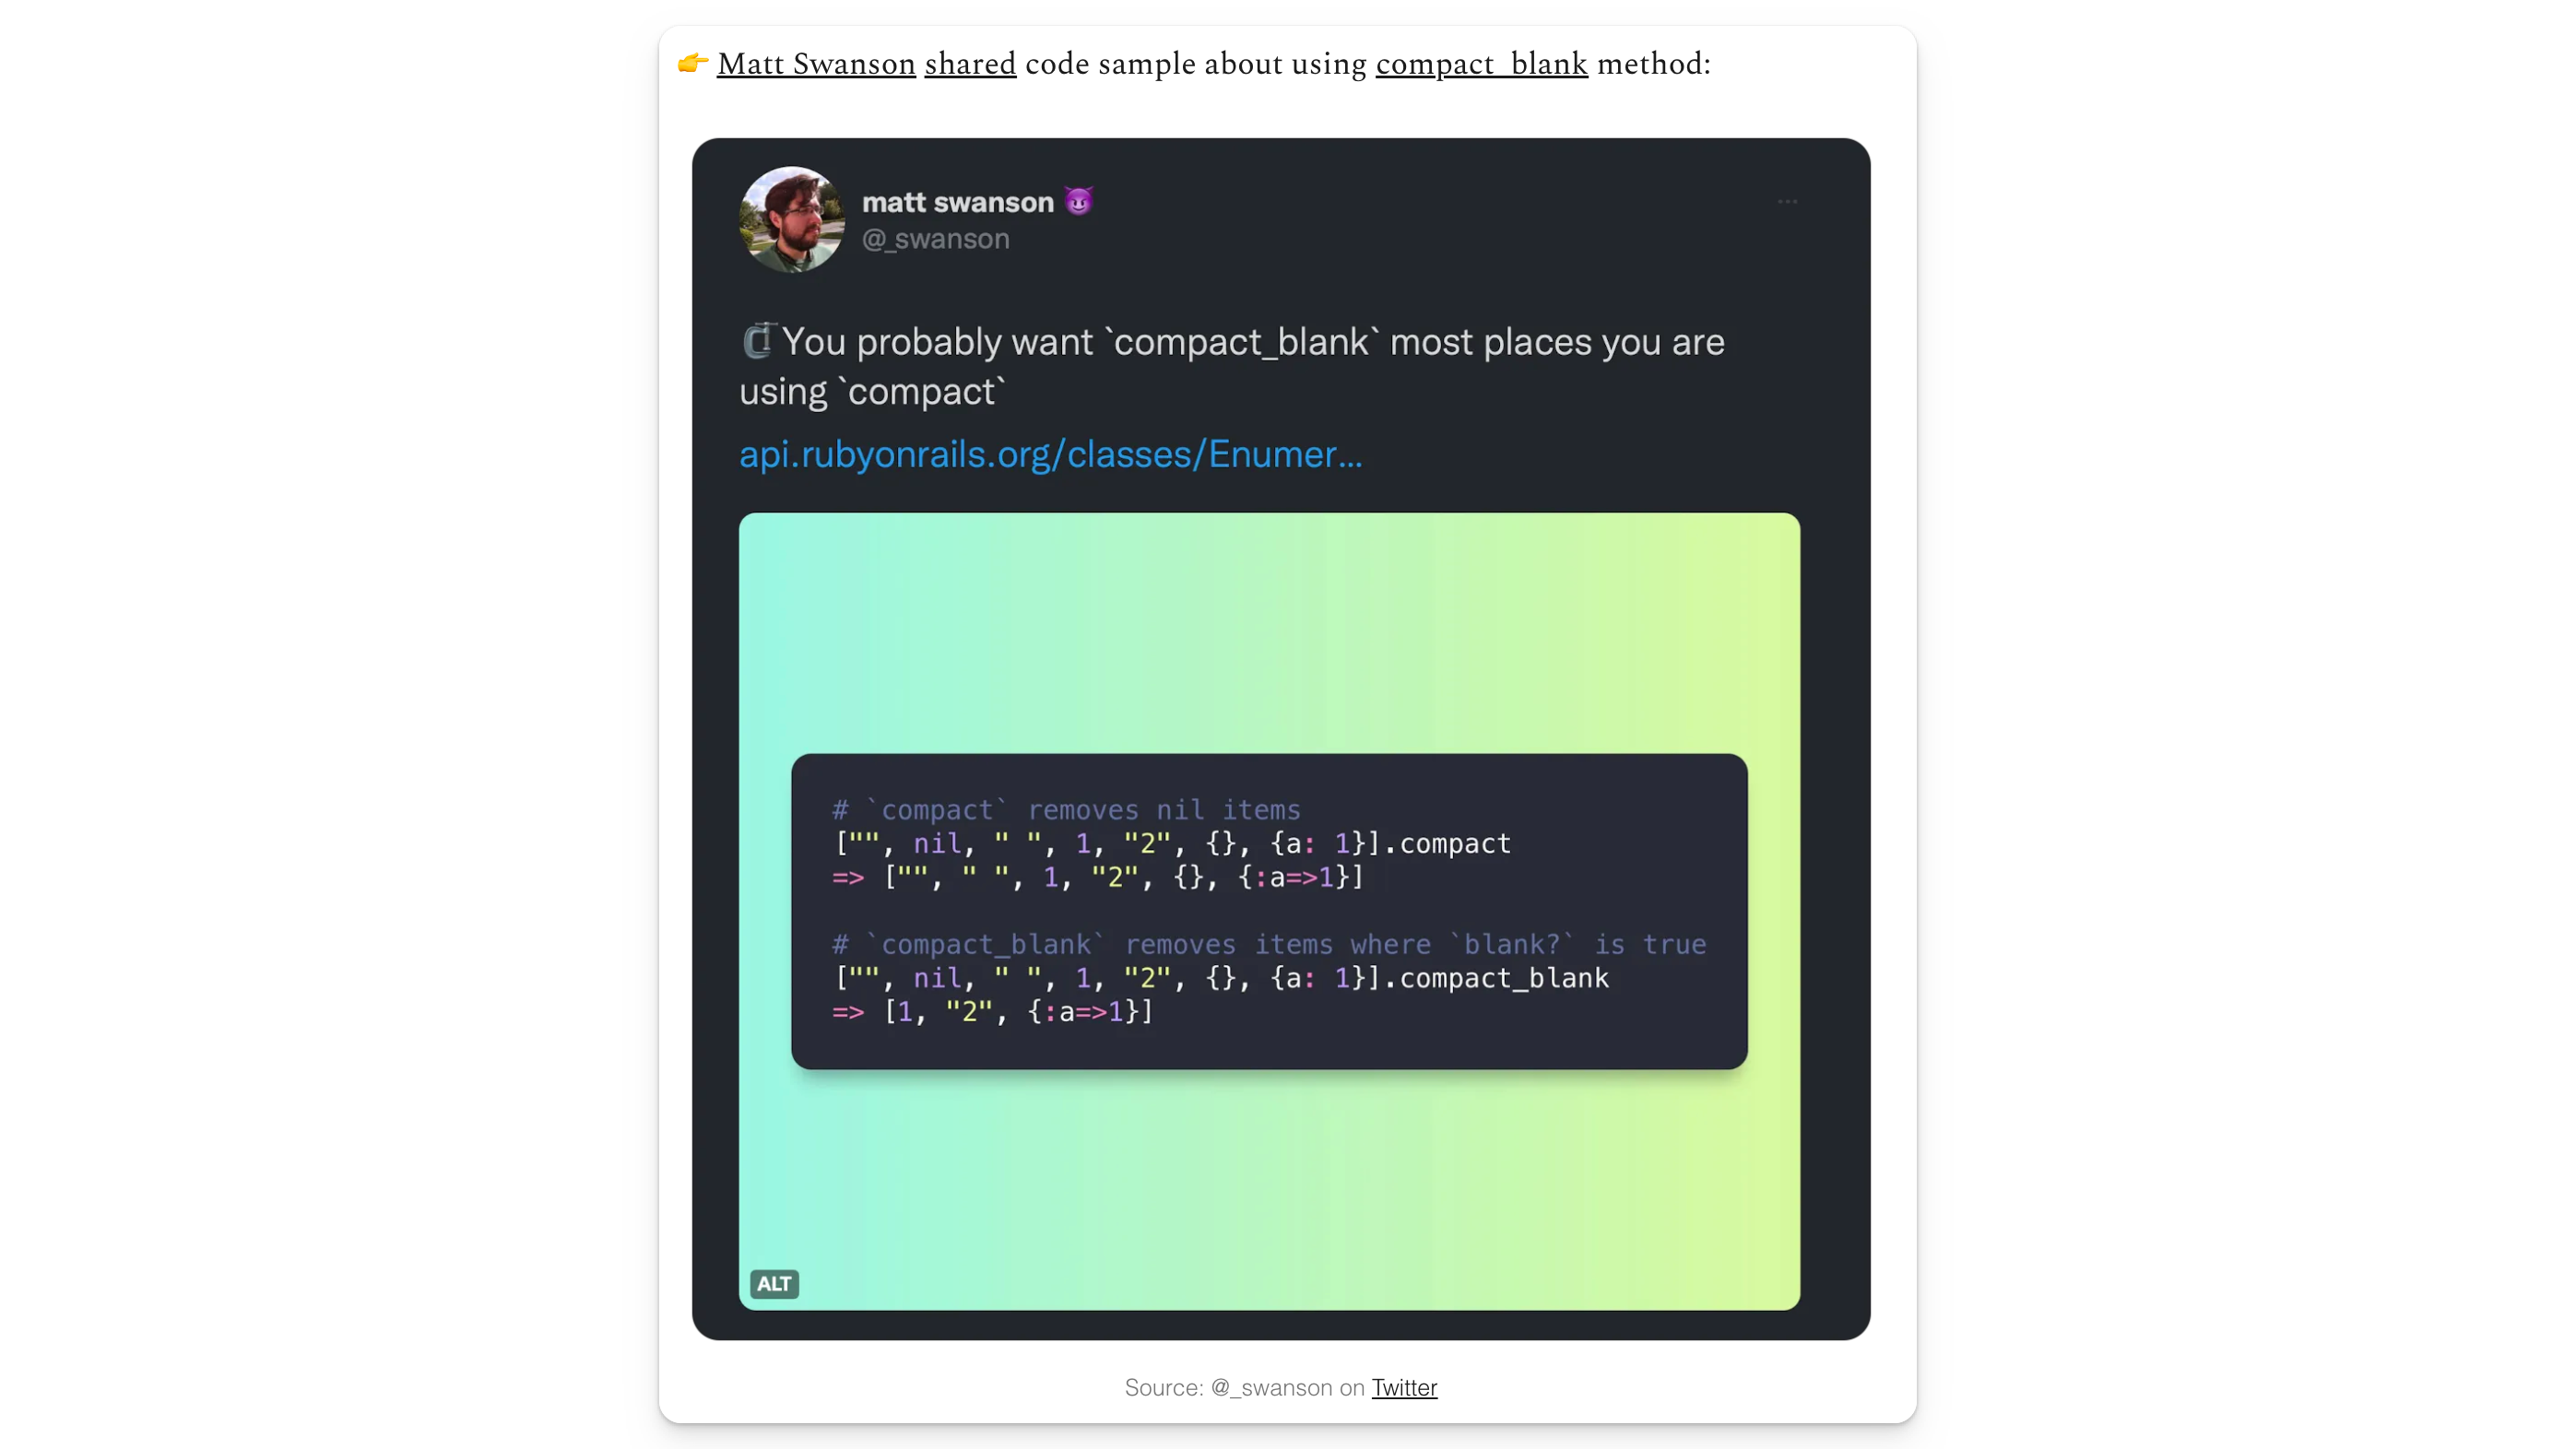 👉 Matt Swanson shared code sample about using compact_blank method:
matt swanson 😈
@_swanson
🗜️You probably want `compact_blank` most places you are
using `compact`
api.rubyonrails.org/classes/Enumer...
# `compact` removes nil items
["", nil, " ", 1, "2", {}, {a: 1}].compact
=> ["", " ", 1, "2", {}, {:a=>1}]
# `compact_blank` removes items where `blank?` is true
["", nil, " ", 1, "2", {}, {a: 1}].compact_blank
=> [1, "2", {:a=>1}]
ALT
Source: @_swanson on Twitter